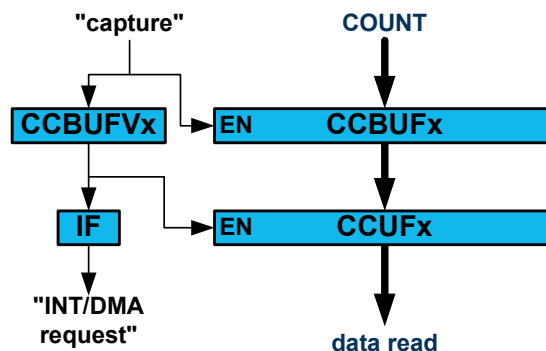 "capture"
COUNT
CCBUFVx
EN
CCBUFx
IF
EN
CCUFx
"INT/DMA
request"
data read